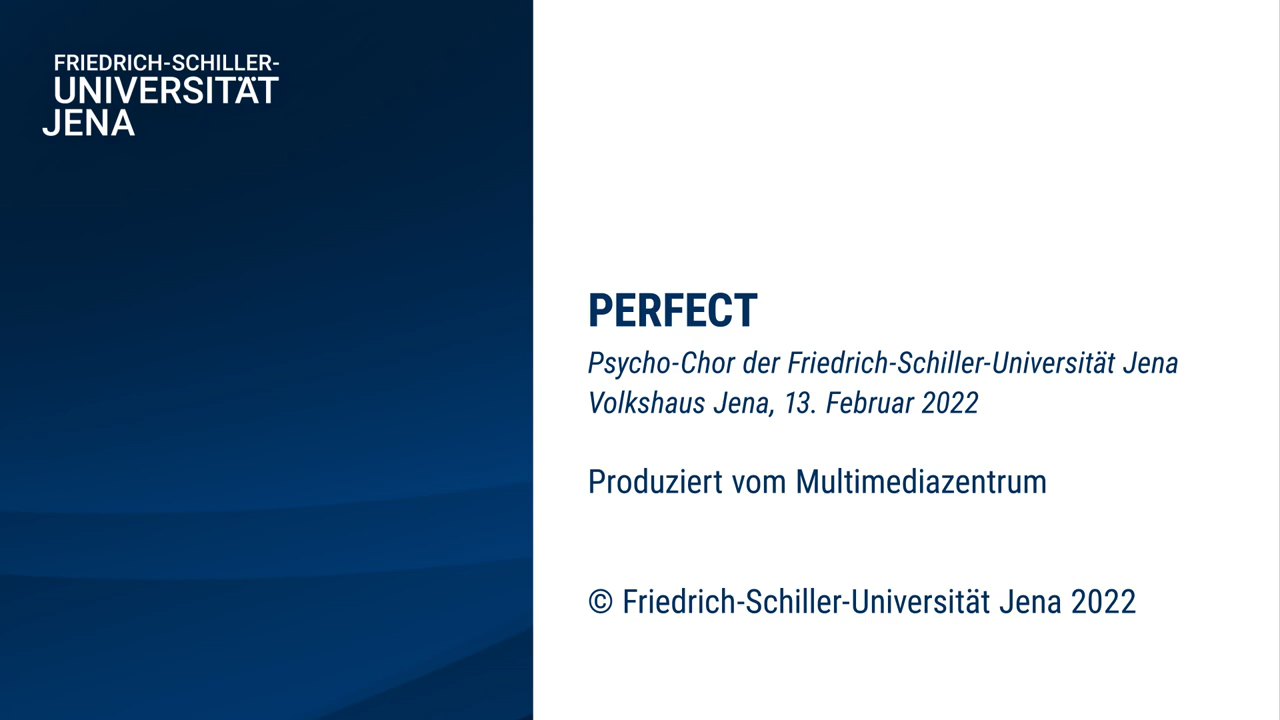 FRIEDRICH-SCHILLER-
UNIVERSITÄT
JENA
PERFECT
Psycho-Chor der Friedrich-Schiller-Universität Jena
Volkshaus Jena, 13. Februar 2022
Produziert vom Multimediazentrum
© Friedrich-Schiller-Universität Jena 2022